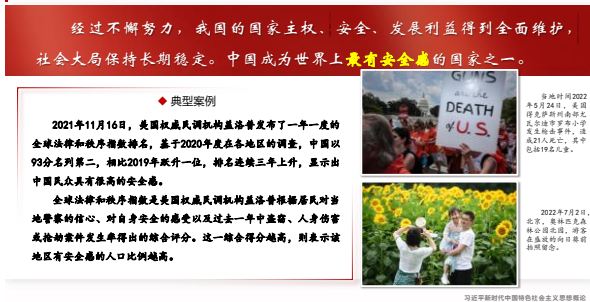 经过不懈努力，我国的国家主权、安全、发展利益得到全面维护，
社会大局保持长期稳定。中国成为世界上最有安全感的国家之一。
◆ 典型案例
2021年11月16日，美国权威民调机构盖洛普发布了一年一度的
全球法律和秩序指数排名，基于2020年度在各地区的调查，中国以
93分名列第二，相比2019年跃升一位，排名连续三年上升，显示出
中国民众具有很高的安全感。
全球法律和秩序指数是美国权威民调机构盖洛普根据居民对当
地警察的信心、对自身安全的感受以及过去一年中盗窃、人身伤害
或抢劫案件发生率得出的综合评分。这一综合得分越高，则表示该
地区有安全感的人口比例越高。
GUNS
are the
DEATH
of U.S.
当地时间2022
年5月24日，美国
得克萨斯州南部尤
瓦尔迪市罗布小学
发生枪击事件，造
成21人死亡，其中
包括19名儿童。
2022年7月2日，
北京，奥林匹克森
林公园北园，游客
在盛放的向日葵前
拍照留念。
习近平新时代中国特色社会主义思想概论